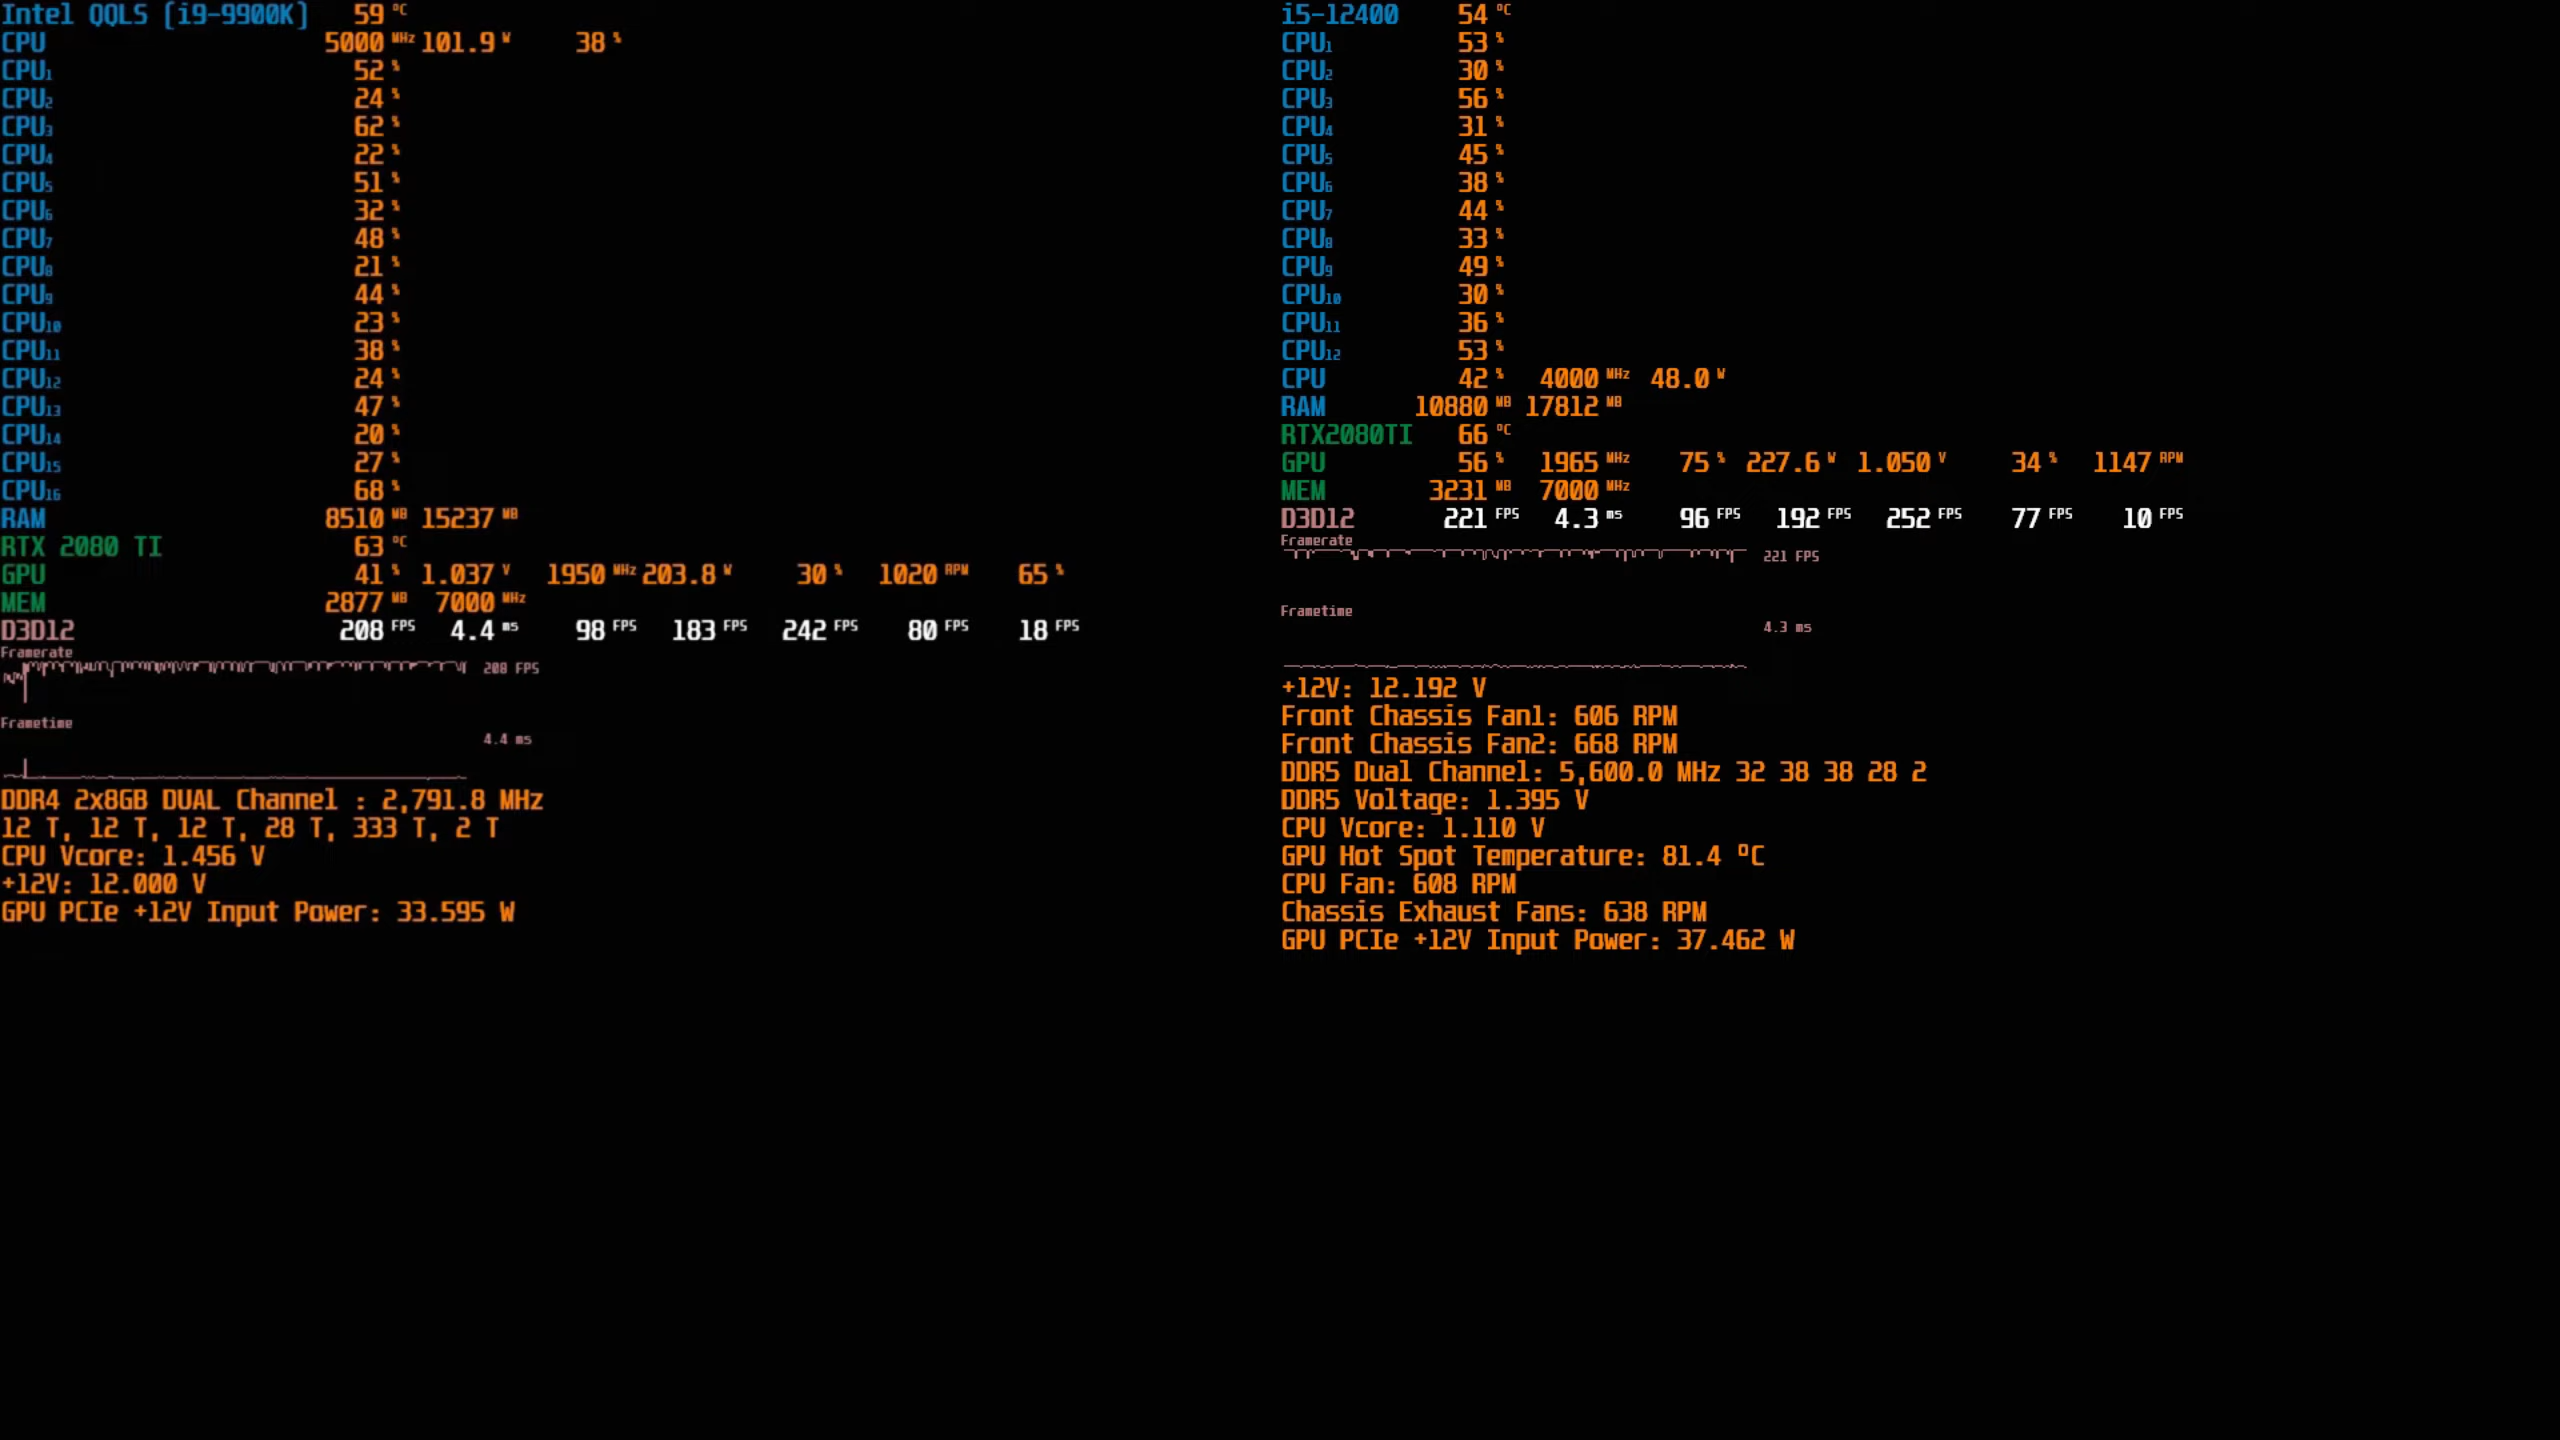 Intel QQLS [i9-9900K] 59 °C
CPU 5000 MHz 101.9 W 38 %
CPU1 52 %
CPU2 24 %
CPU3 62 %
CPU4 22 %
CPU5 51 %
CPU6 32 %
CPU7 48 %
CPU8 21 %
CPU9 44 %
CPU10 23 %
CPU11 38 %
CPU12 24 %
CPU13 47 %
CPU14 20 %
CPU15 27 %
CPU16 68 %
RAM 8510 MB 15237 MB
RTX 2080 TI 63 °C
GPU 41 % 1.037 V 1950 MHz 203.8 W 30 % 1020 RPM 65 %
MEM 2877 MB 7000 MHz
D3D12 208 FPS 4.4 ms 98 FPS 183 FPS 242 FPS 80 FPS 18 FPS
Framerate
208 FPS
Frametime
4.4 ms
DDR4 2x8GB DUAL Channel : 2,791.8 MHz
12 T, 12 T, 12 T, 28 T, 333 T, 2 T
CPU Vcore: 1.456 V
+12V: 12.000 V
GPU PCIe +12V Input Power: 33.595 W
i5-12400 54 °C
CPU1 53 %
CPU2 30 %
CPU3 56 %
CPU4 31 %
CPU5 45 %
CPU6 38 %
CPU7 44 %
CPU8 33 %
CPU9 49 %
CPU10 30 %
CPU11 36 %
CPU12 53 %
CPU 42 % 4000 MHz 48.0 W
RAM 10880 MB 17812 MB
RTX2080TI 66 °C
GPU 56 % 1965 MHz 75 % 227.6 W 1.050 V 34 % 1147 RPM
MEM 3231 MB 7000 MHz
D3D12 221 FPS 4.3 ms 96 FPS 192 FPS 252 FPS 77 FPS 10 FPS
Framerate
221 FPS
Frametime
4.3 ms
+12V: 12.192 V
Front Chassis Fan1: 606 RPM
Front Chassis Fan2: 668 RPM
DDR5 Dual Channel: 5,600.0 MHz 32 38 38 28 2
DDR5 Voltage: 1.395 V
CPU Vcore: 1.110 V
GPU Hot Spot Temperature: 81.4 °C
CPU Fan: 608 RPM
Chassis Exhaust Fans: 638 RPM
GPU PCIe +12V Input Power: 37.462 W